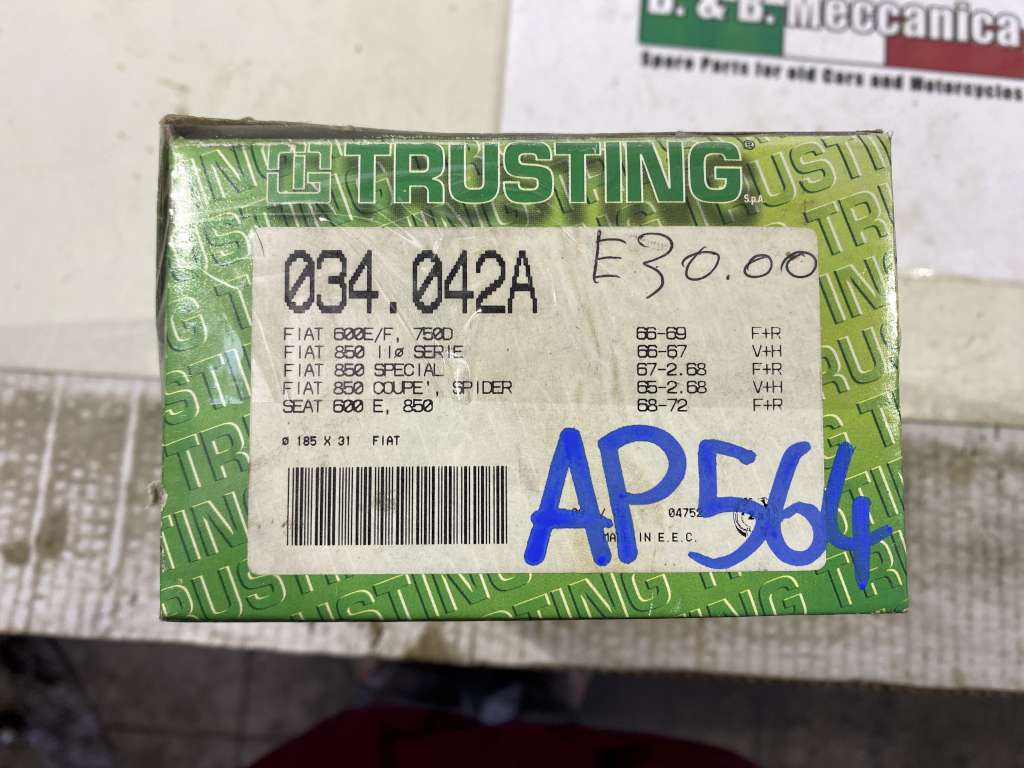 B. & B. Meccanica
Spare Parts for old Cars and Motorcycles
TRUSTING® S.p.A.
034.042A
E30.00
FIAT 600E/F, 750D 66-69 F+R
FIAT 850 IIø SERIE 66-67 V+H
FIAT 850 SPECIAL 67-2.68 F+R
FIAT 850 COUPE', SPIDER 65-2.68 V+H
SEAT 600 E, 850 68-72 F+R
ø 185 X 31 FIAT
AP564
04752
MADE IN E.E.C.